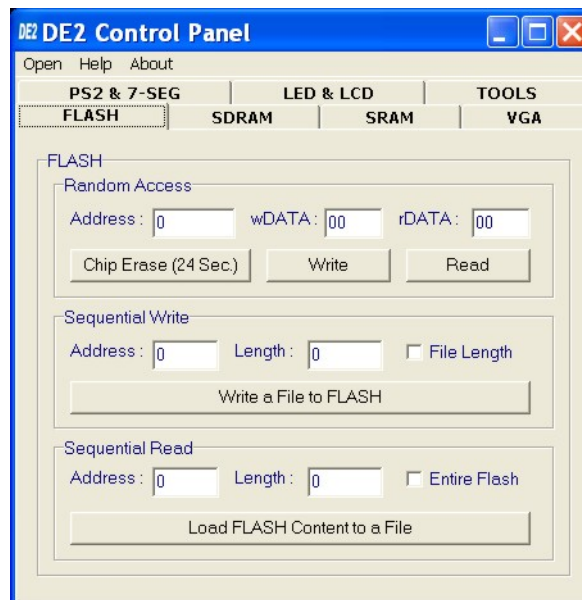 DE2 DE2 Control Panel
Open Help About
PS2 & 7-SEG LED & LCD TOOLS
FLASH SDRAM SRAM VGA
FLASH
Random Access
Address : 0 wDATA : 00 rDATA : 00
Chip Erase (24 Sec.) Write Read
Sequential Write
Address : 0 Length : 0 File Length
Write a File to FLASH
Sequential Read
Address : 0 Length : 0 Entire Flash
Load FLASH Content to a File